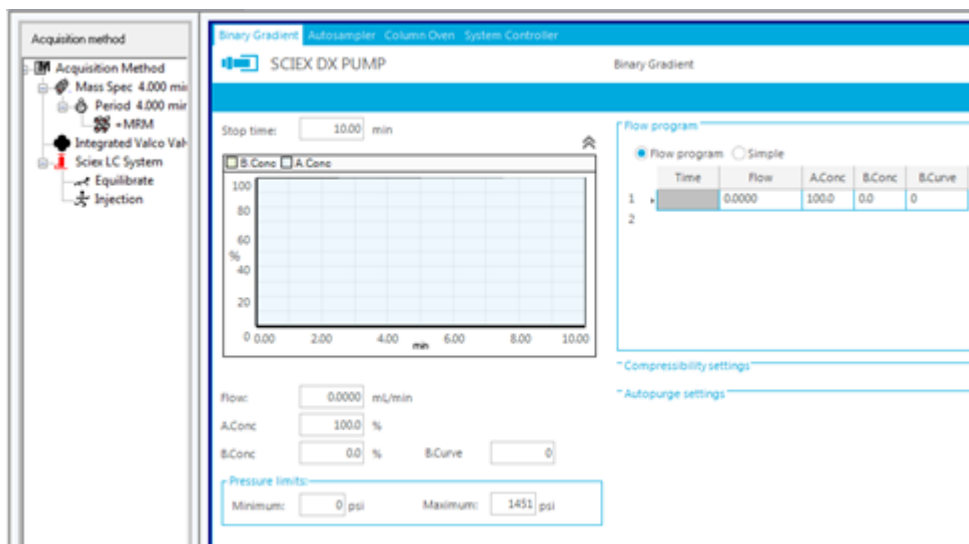 Acquisition method
Acquisition Method
Mass Spec 4.000 min
Period 4.000 min
+MRM
Integrated Valco Val
Sciex LC System
Equilibrate
Injection
Binary Gradient Autosampler Column Oven System Controller
SCIEX DX PUMP Binary Gradient
Stop time: 10.00 min
B.Conc A.Conc
100
80
60
%
40
20
0 0.00 2.00 4.00 6.00 8.00 10.00
min
Flow: 0.0000 mL/min
A.Conc 100.0 %
B.Conc 0.0 % B.Curve 0
Pressure limits:
Minimum: 0 psi Maximum: 1451 psi
Flow program
Flow program Simple
Time Flow A.Conc B.Conc B.Curve
1 0.0000 100.0 0.0 0
2
Compressibility settings
Autopurge settings